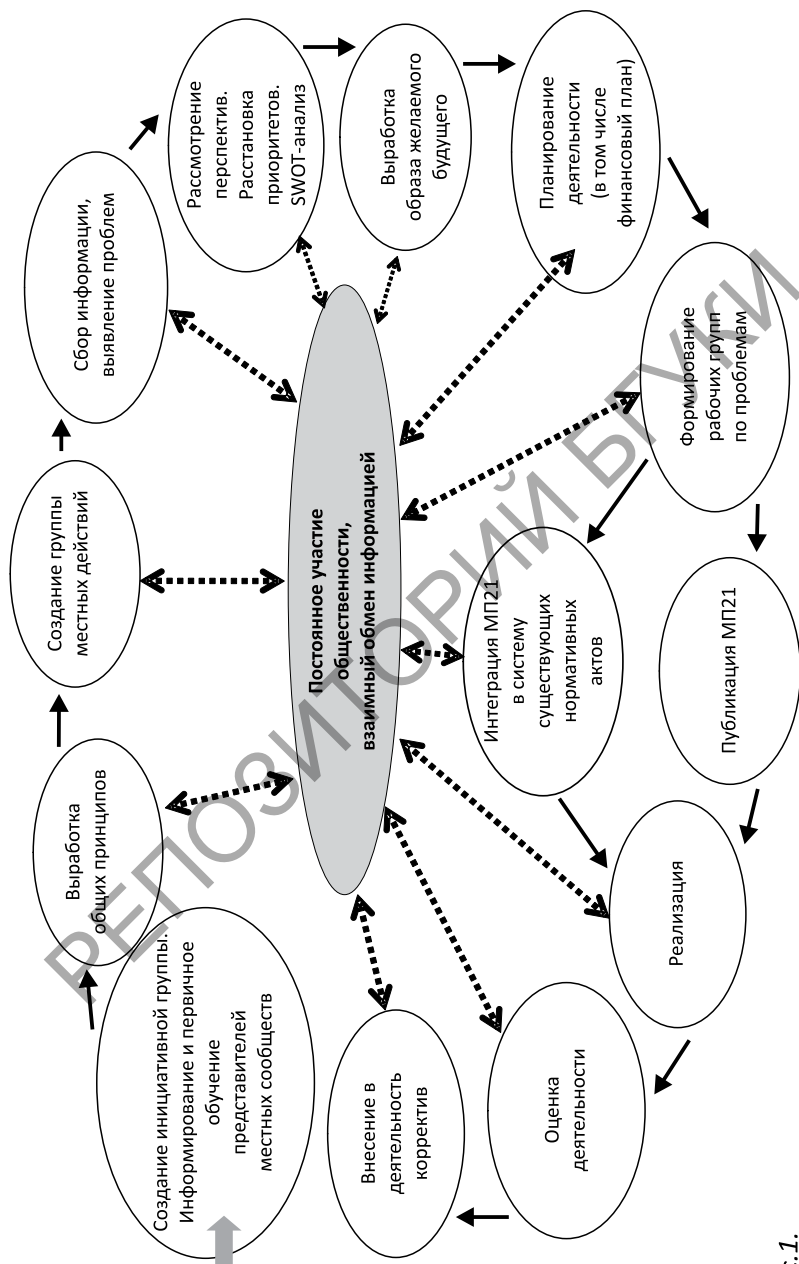 Создание инициативной группы.
Информирование и первичное
обучение
представителей
местных сообществ
Выработка
общих принципов
Создание группы
местных действий
Сбор информации,
выявление проблем
Рассмотрение
перспектив.
Расстановка
приоритетов.
SWOT-анализ
Выработка
образа желаемого
будущего
Планирование
деятельности
(в том числе
финансовый план)
Формирование
рабочих групп
по проблемам
Интеграция МП21
в систему
существующих
нормативных
актов
Публикация МП21
Реализация
Оценка
деятельности
Внесение в
деятельность
корректив
Постоянное участие
общественности,
взаимный обмен информацией
РЕПОЗИТОРИЙ БГУКИ